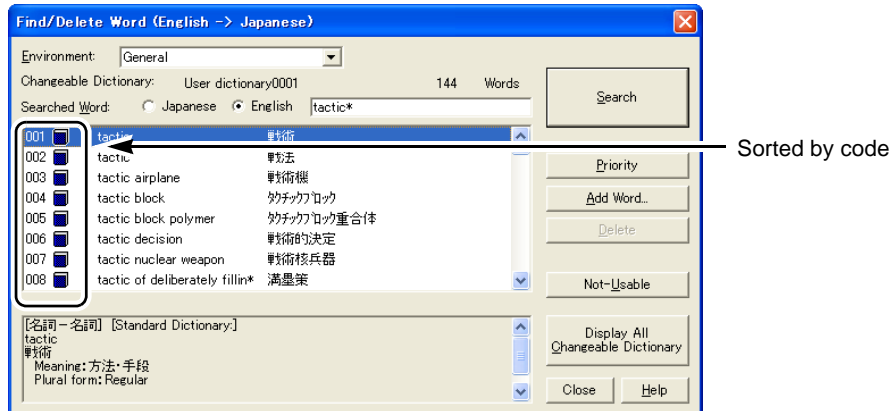 Find/Delete Word (English -> Japanese)
Environment: General
Changeable Dictionary: User dictionary0001 144 Words
Searched Word: Japanese English tactic*
Search
001 tactic 戦術
002 tactic 戦法
003 tactic airplane 戦術機
004 tactic block タクチックブロック
005 tactic block polymer タクチックブロック重合体
006 tactic decision 戦術的決定
007 tactic nuclear weapon 戦術核兵器
008 tactic of deliberately fillin* 満塁策
Sorted by code
Priority
Add Word...
Delete
Not-Usable
[名詞－名詞] [Standard Dictionary:]
tactic
戦術
Meaning:方法・手段
Plural form:Regular
Display All
Changeable Dictionary
Close Help